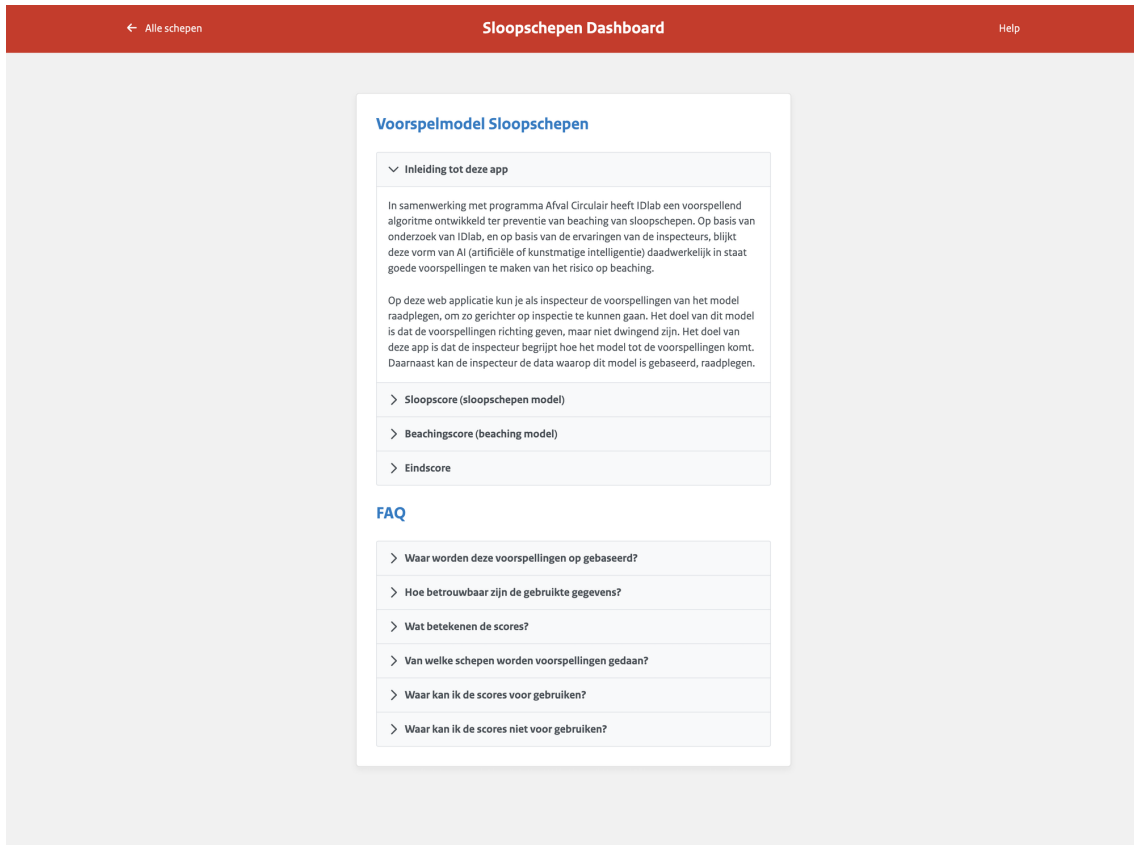 ← Alle schepen
Sloopschepen Dashboard
Help
Voorspelmodel Sloopschepen
Inleiding tot deze app
In samenwerking met programma Afval Circulair heeft IDlab een voorspellend
algoritme ontwikkeld ter preventie van beaching van sloopschepen. Op basis van
onderzoek van IDlab, en op basis van de ervaringen van de inspecteurs, blijkt
deze vorm van AI (artificiële of kunstmatige intelligentie) daadwerkelijk in staat
goede voorspellingen te maken van het risico op beaching.
Op deze web applicatie kun je als inspecteur de voorspellingen van het model
raadplegen, om zo gerichter op inspectie te kunnen gaan. Het doel van dit model
is dat de voorspellingen richting geven, maar niet dwingend zijn. Het doel van
deze app is dat de inspecteur begrijpt hoe het model tot de voorspellingen komt.
Daarnaast kan de inspecteur de data waarop dit model is gebaseerd, raadplegen.
Sloopscore (sloopschepen model)
Beachingscore (beaching model)
Eindscore
FAQ
Waar worden deze voorspellingen op gebaseerd?
Hoe betrouwbaar zijn de gebruikte gegevens?
Wat betekenen de scores?
Van welke schepen worden voorspellingen gedaan?
Waar kan ik de scores voor gebruiken?
Waar kan ik de scores niet voor gebruiken?